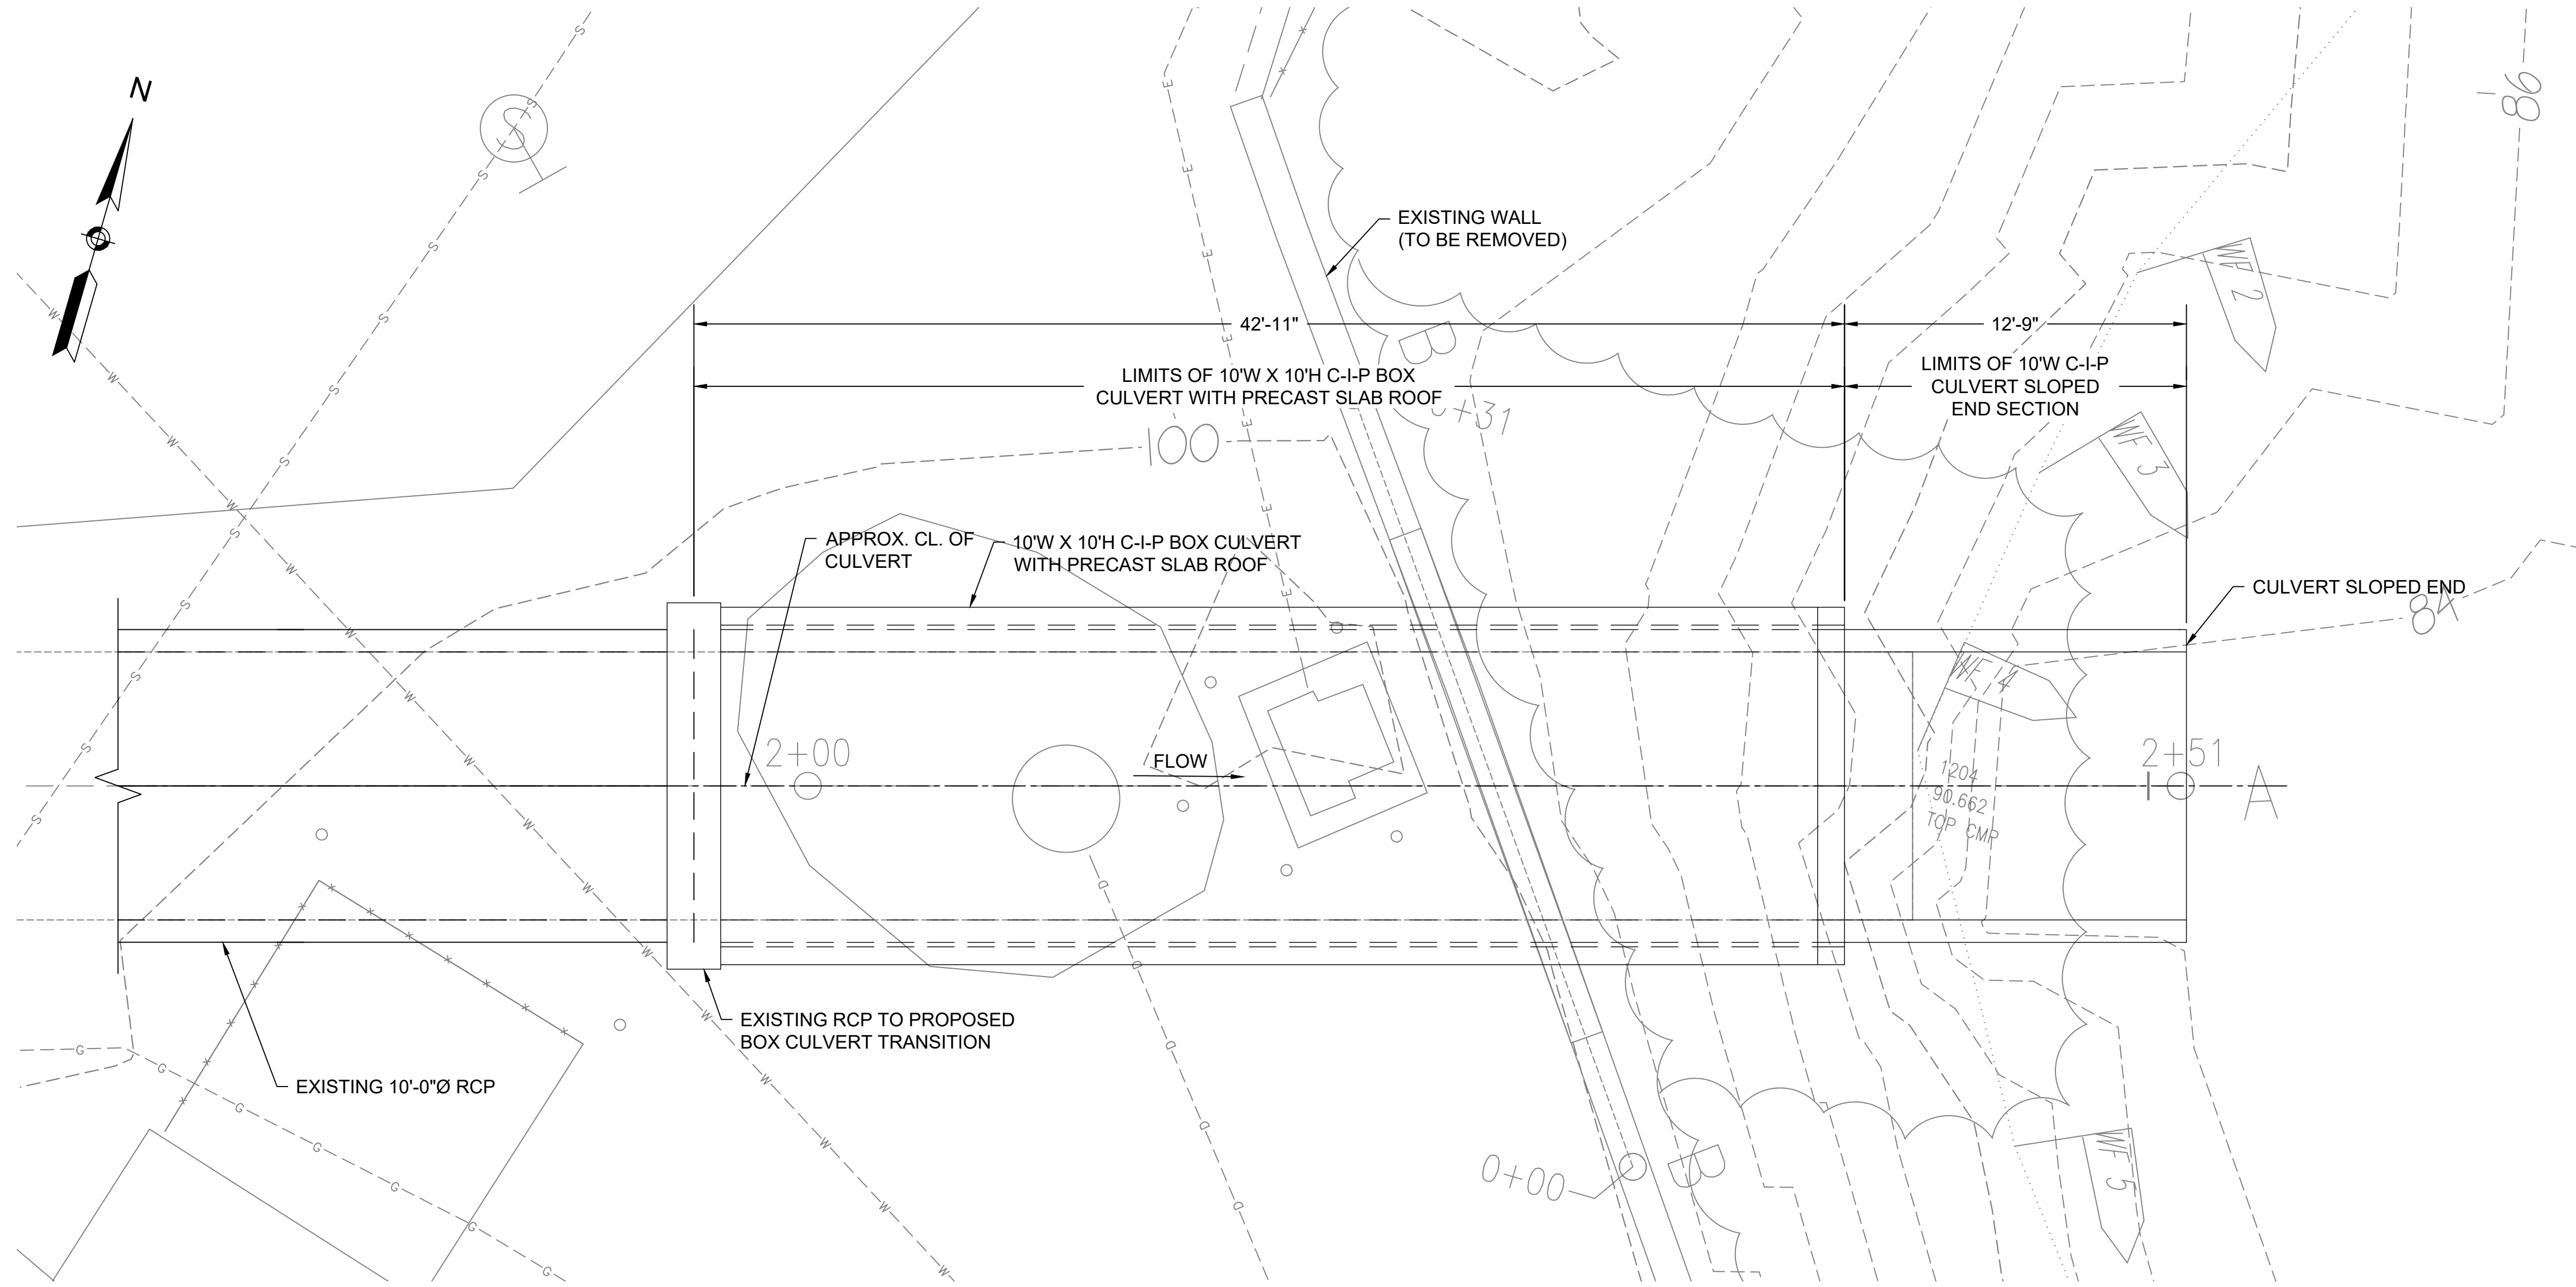 N
S
86
EXISTING WALL
(TO BE REMOVED)
WF 2
42'-11"
12'-9"
B
LIMITS OF 10'W X 10'H C-I-P BOX
CULVERT WITH PRECAST SLAB ROOF
LIMITS OF 10'W C-I-P
CULVERT SLOPED
END SECTION
+31
100
WF 3
APPROX. CL. OF
CULVERT
10'W X 10'H C-I-P BOX CULVERT
WITH PRECAST SLAB ROOF
CULVERT SLOPED END
84
WF 4
2+00
FLOW
2+51
A
1204
90.662
TOP CMP
EXISTING RCP TO PROPOSED
BOX CULVERT TRANSITION
EXISTING 10'-0"Ø RCP
0+00
B
WF 5